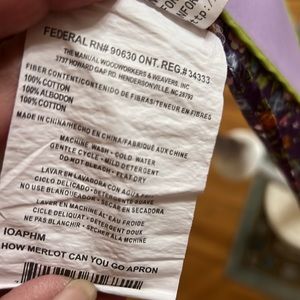 FEDERAL RN# 90630 ONT. REG.# 34333
THE MANUAL WOODWORKERS & WEAVERS, INC.
3737 HOWARD GAP RD. HENDERSONVILLE, NC 28792
FIBER CONTENT/CONTENIDO DE FIBRAS/TENEUR EN FIBRES
100% COTTON
100% ALGODON
100% COTON
MADE IN CHINA/HECHO EN CHINA/FABRIQUÉ AUX CHINE
MACHINE WASH - COLD WATER
GENTLE CYCLE - MILD DETERGENT
DO NOT BLEACH - FLAT DRY
LAVAR EN LAVADORA CON AGUA
CICLO DELICADO - DETERGENTE SUAVE
NO USE BLANQUEADOR - SECAR EN SECADORA
LAVER EN MACHINE A L'EAU FROIDE
CICLE DELIQUAT - DETERGENT DOUX
NE PAS BLANCHIR - SECHER A LA MCHINE
IOAPHM
HOW MERLOT CAN YOU GO APRON